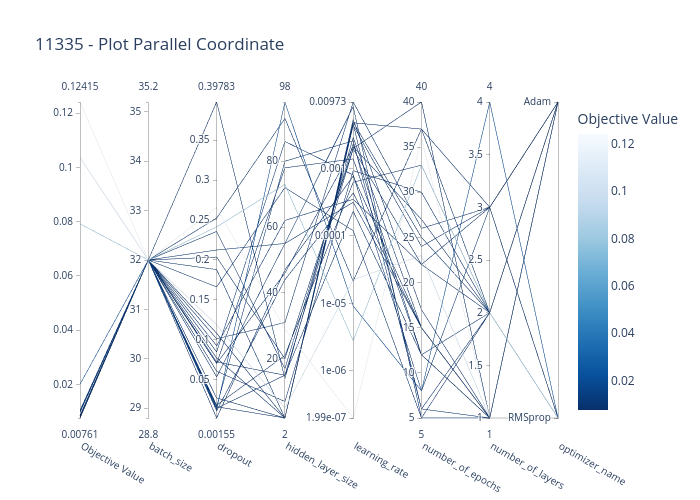 11335 - Plot Parallel Coordinate
0.12415 35.2 0.39783 98 0.00973 40 4
0.12
0.1
0.08
0.06
0.04
0.02
35
34
33
32
31
30
29
0.35
0.3
0.25
0.2
0.15
0.1
0.05
80
60
40
20
0.001
0.0001
1e-05
1e-06
1.99e-07
40
35
30
25
20
15
10
5
4
3.5
3
2.5
2
1.5
1
Adam
RMSprop
0.00761 28.8 0.00155 2 5 1
Objective Value
batch_size
dropout
hidden_layer_size
learning_rate
number_of_epochs
number_of_layers
optimizer_name
Objective Value
0.12
0.1
0.08
0.06
0.04
0.02